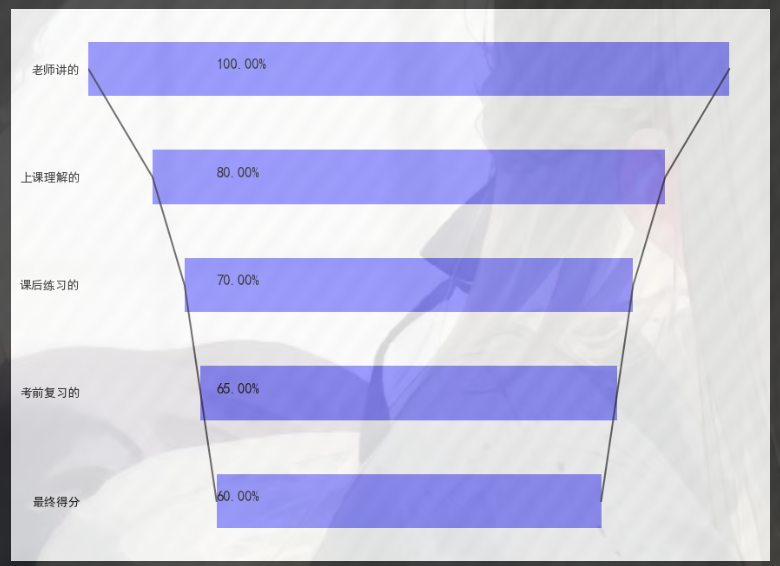 老师讲的 100.00%
上课理解的 80.00%
课后练习的 70.00%
考前复习的 65.00%
最终得分 60.00%